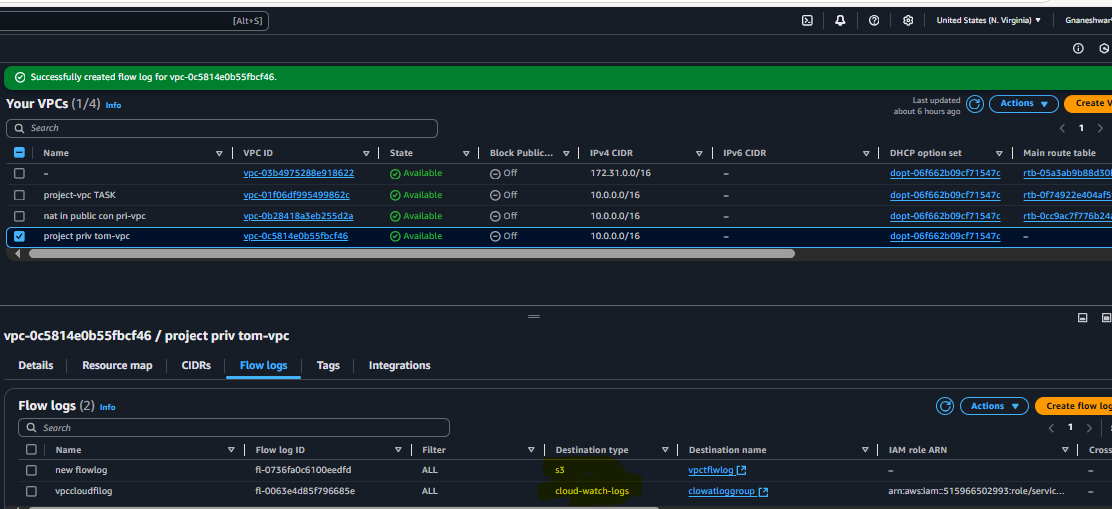 [Alt+S] United States (N. Virginia) Gnaneshwar
Successfully created flow log for vpc-0c5814e0b55fbcf46.
Your VPCs (1/4) Info
Last updated
about 6 hours ago
Actions
Create V
Search
1
Name VPC ID State Block Public... IPv4 CIDR IPv6 CIDR DHCP option set Main route table
– vpc-03b4975288e918622 Available Off 172.31.0.0/16 – dopt-06f662b09cf71547c rtb-05a3ab9b88d30
project-vpc TASK vpc-01f06df995499862c Available Off 10.0.0.0/16 – dopt-06f662b09cf71547c rtb-0f74922e404af5
nat in public con pri-vpc vpc-0b28418a3eb255d2a Available Off 10.0.0.0/16 – dopt-06f662b09cf71547c rtb-0cc9ac7f776b24
project priv tom-vpc vpc-0c5814e0b55fbcf46 Available Off 10.0.0.0/16 – dopt-06f662b09cf71547c –
vpc-0c5814e0b55fbcf46 / project priv tom-vpc
Details Resource map CIDRs Flow logs Tags Integrations
Flow logs (2) Info
Actions
Create flow log
Search
1
Name Flow log ID Filter Destination type Destination name IAM role ARN Cross
new flowlog fl-0736fa0c6100eedfd ALL s3 vpctflwlog – –
vpccloudfllog fl-0063e4d85f796685e ALL cloud-watch-logs clowatloggroup arn:aws:iam::515966502993:role/servic... –